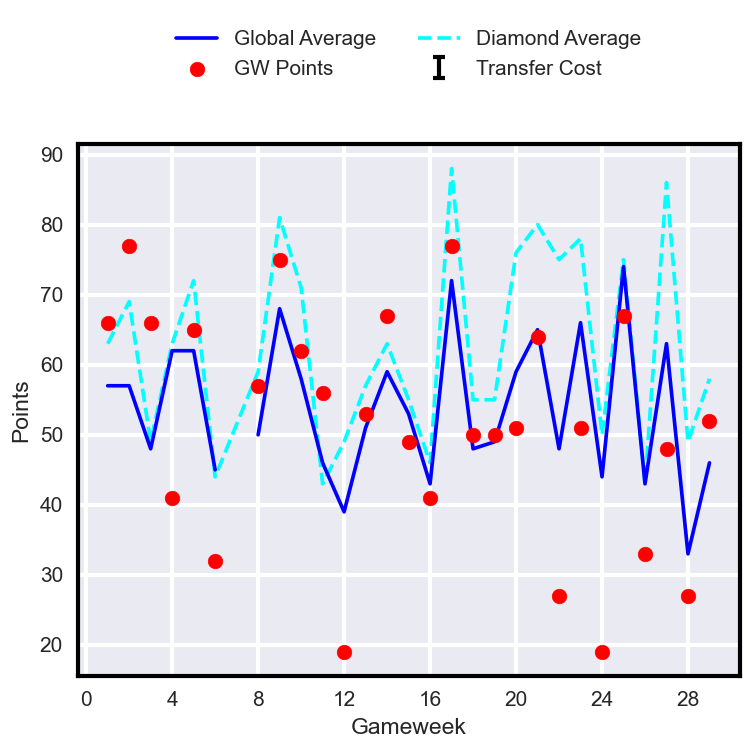 Global Average
Diamond Average
GW Points
Transfer Cost
90
80
70
60
50
40
30
20
Points
0 4 8 12 16 20 24 28
Gameweek